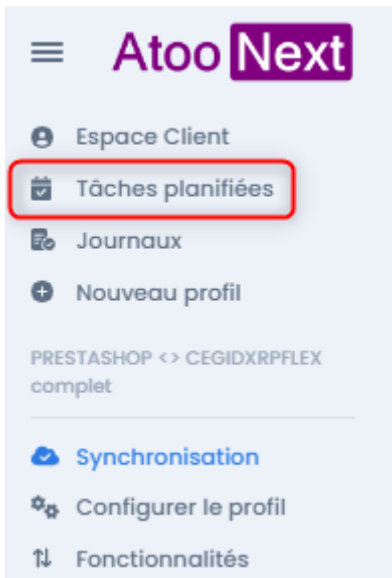 Atoo Next
Espace Client
Tâches planifiées
Journaux
Nouveau profil
PRESTASHOP <> CEGIDXRPFLEX
complet
Synchronisation
Configurer le profil
Fonctionnalités